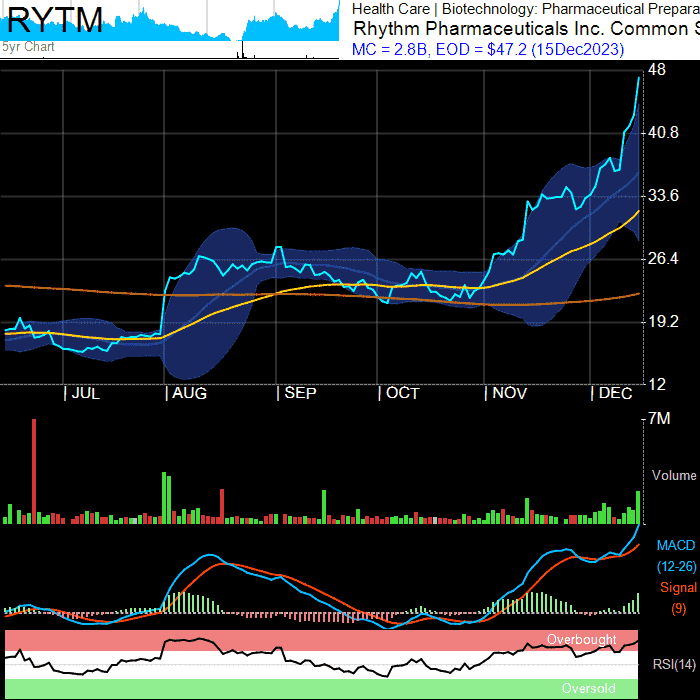 RYTM
5yr Chart
Health Care | Biotechnology: Pharmaceutical Prepara
Rhythm Pharmaceuticals Inc. Common S
MC = 2.8B, EOD = $47.2 (15Dec2023)
48
40.8
33.6
26.4
19.2
12
| JUL | AUG | SEP | OCT | NOV | DEC
7M
Volume
MACD
(12-26)
Signal
(9)
Overbought
RSI(14)
Oversold